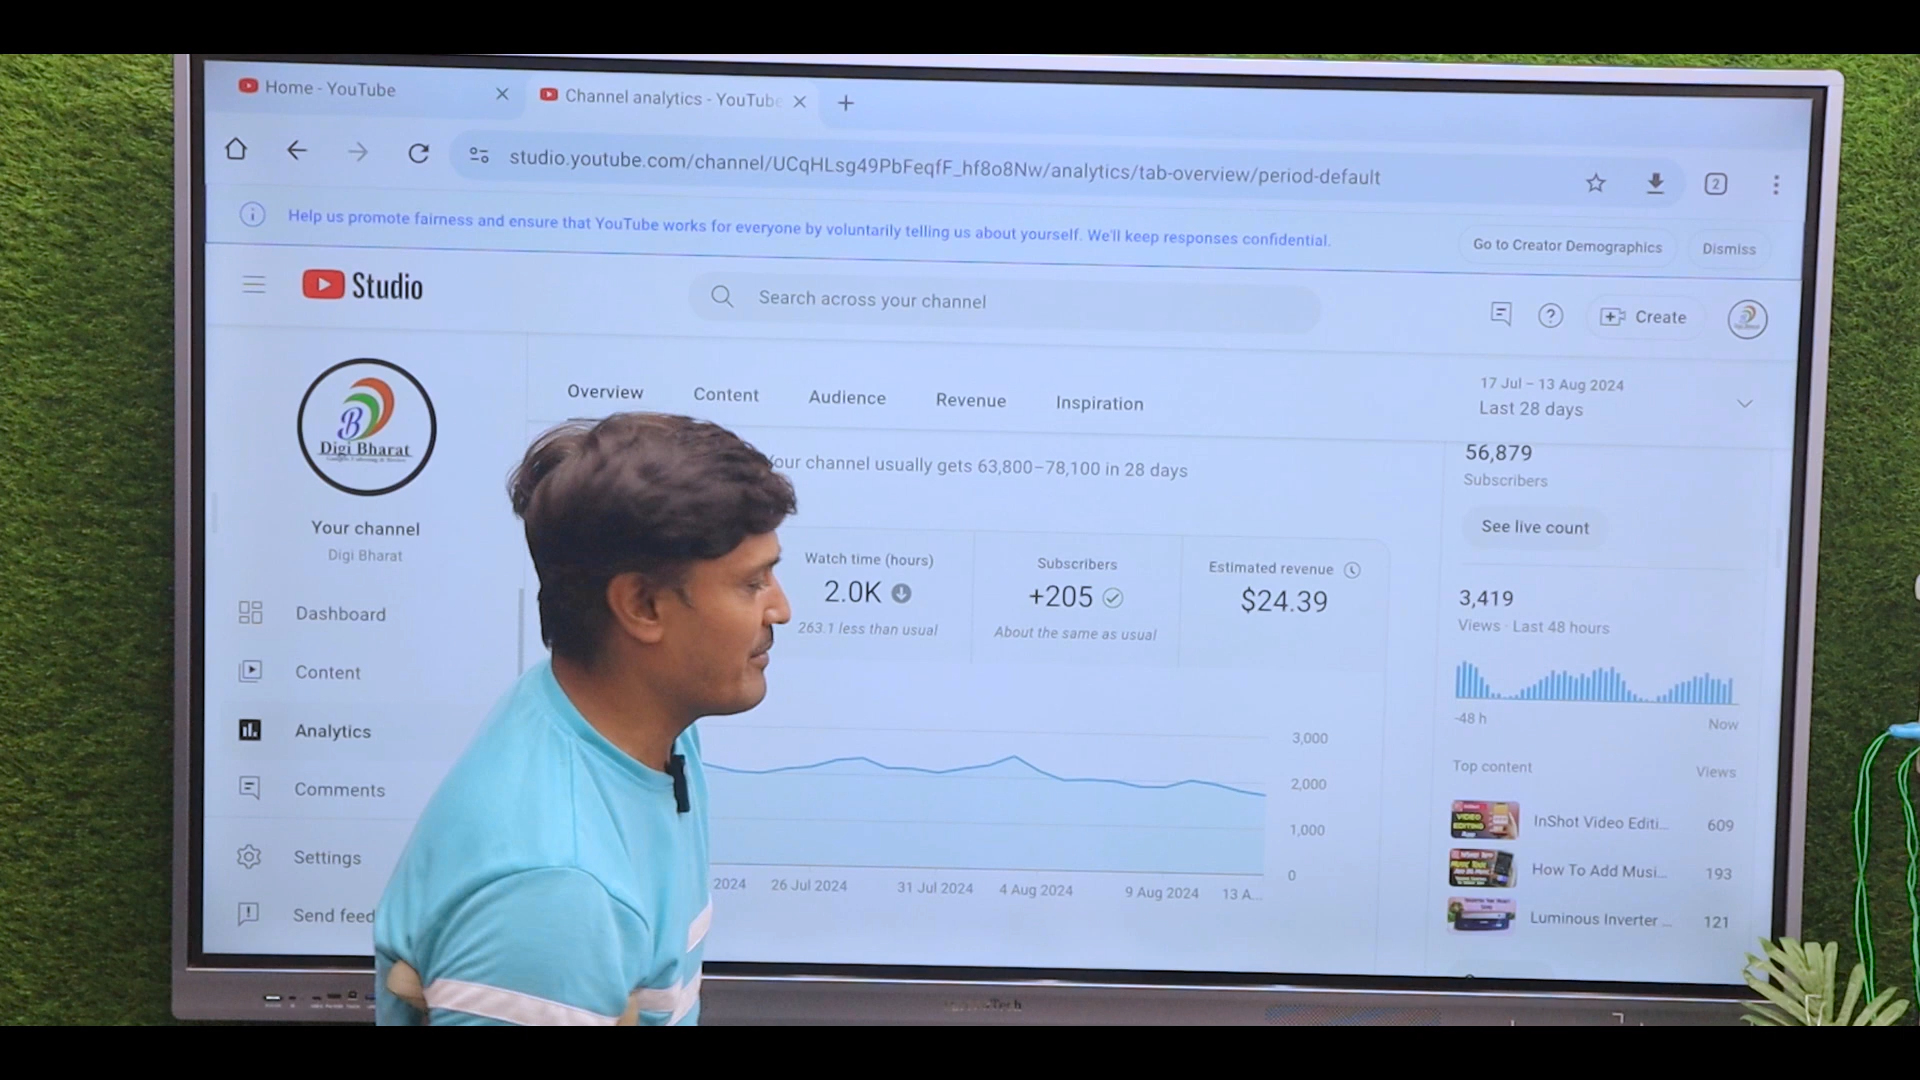 Home - YouTube
Channel analytics - YouTube
studio.youtube.com/channel/UCqHLsg49PbFeqfF_hf8o8Nw/analytics/tab-overview/period-default
2
Help us promote fairness and ensure that YouTube works for everyone by voluntarily telling us about yourself. We'll keep responses confidential.
Go to Creator Demographics
Dismiss
Studio
Search across your channel
Create
B
Digi Bharat
Your channel
Digi Bharat
Dashboard
Content
Analytics
Comments
Settings
Send feed
Overview
Content
Audience
Revenue
Inspiration
17 Jul – 13 Aug 2024
Last 28 days
Your channel usually gets 63,800–78,100 in 28 days
Watch time (hours)
2.0K
263.1 less than usual
Subscribers
+205
About the same as usual
Estimated revenue
$24.39
3,000
2,000
1,000
0
2024
26 Jul 2024
31 Jul 2024
4 Aug 2024
9 Aug 2024
13 A...
56,879
Subscribers
See live count
3,419
Views · Last 48 hours
-48 h
Now
Top content
Views
VIDEO
EDITING
App
InShot Video Editi...
609
How To Add Musi...
193
Luminous Inverter ...
121